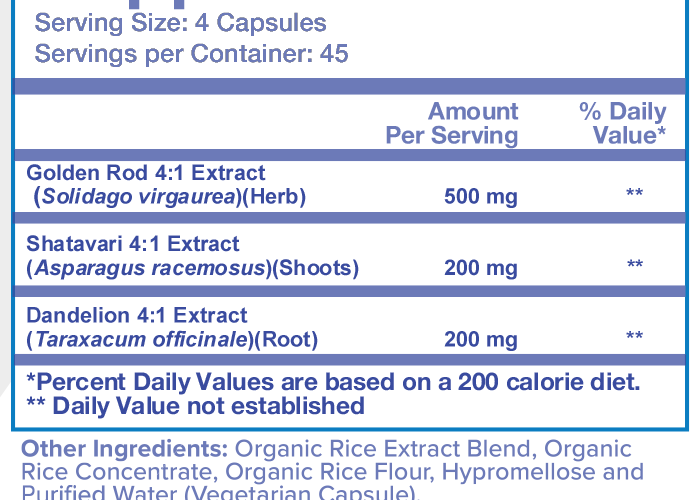 Serving Size: 4 Capsules
Servings per Container: 45
Amount Per Serving
% Daily Value*
Golden Rod 4:1 Extract
(Solidago virgaurea)(Herb) 500 mg **
Shatavari 4:1 Extract
(Asparagus racemosus)(Shoots) 200 mg **
Dandelion 4:1 Extract
(Taraxacum officinale)(Root) 200 mg **
*Percent Daily Values are based on a 200 calorie diet.
** Daily Value not established
Other Ingredients: Organic Rice Extract Blend, Organic
Rice Concentrate, Organic Rice Flour, Hypromellose and
Purified Water (Vegetarian Capsule).